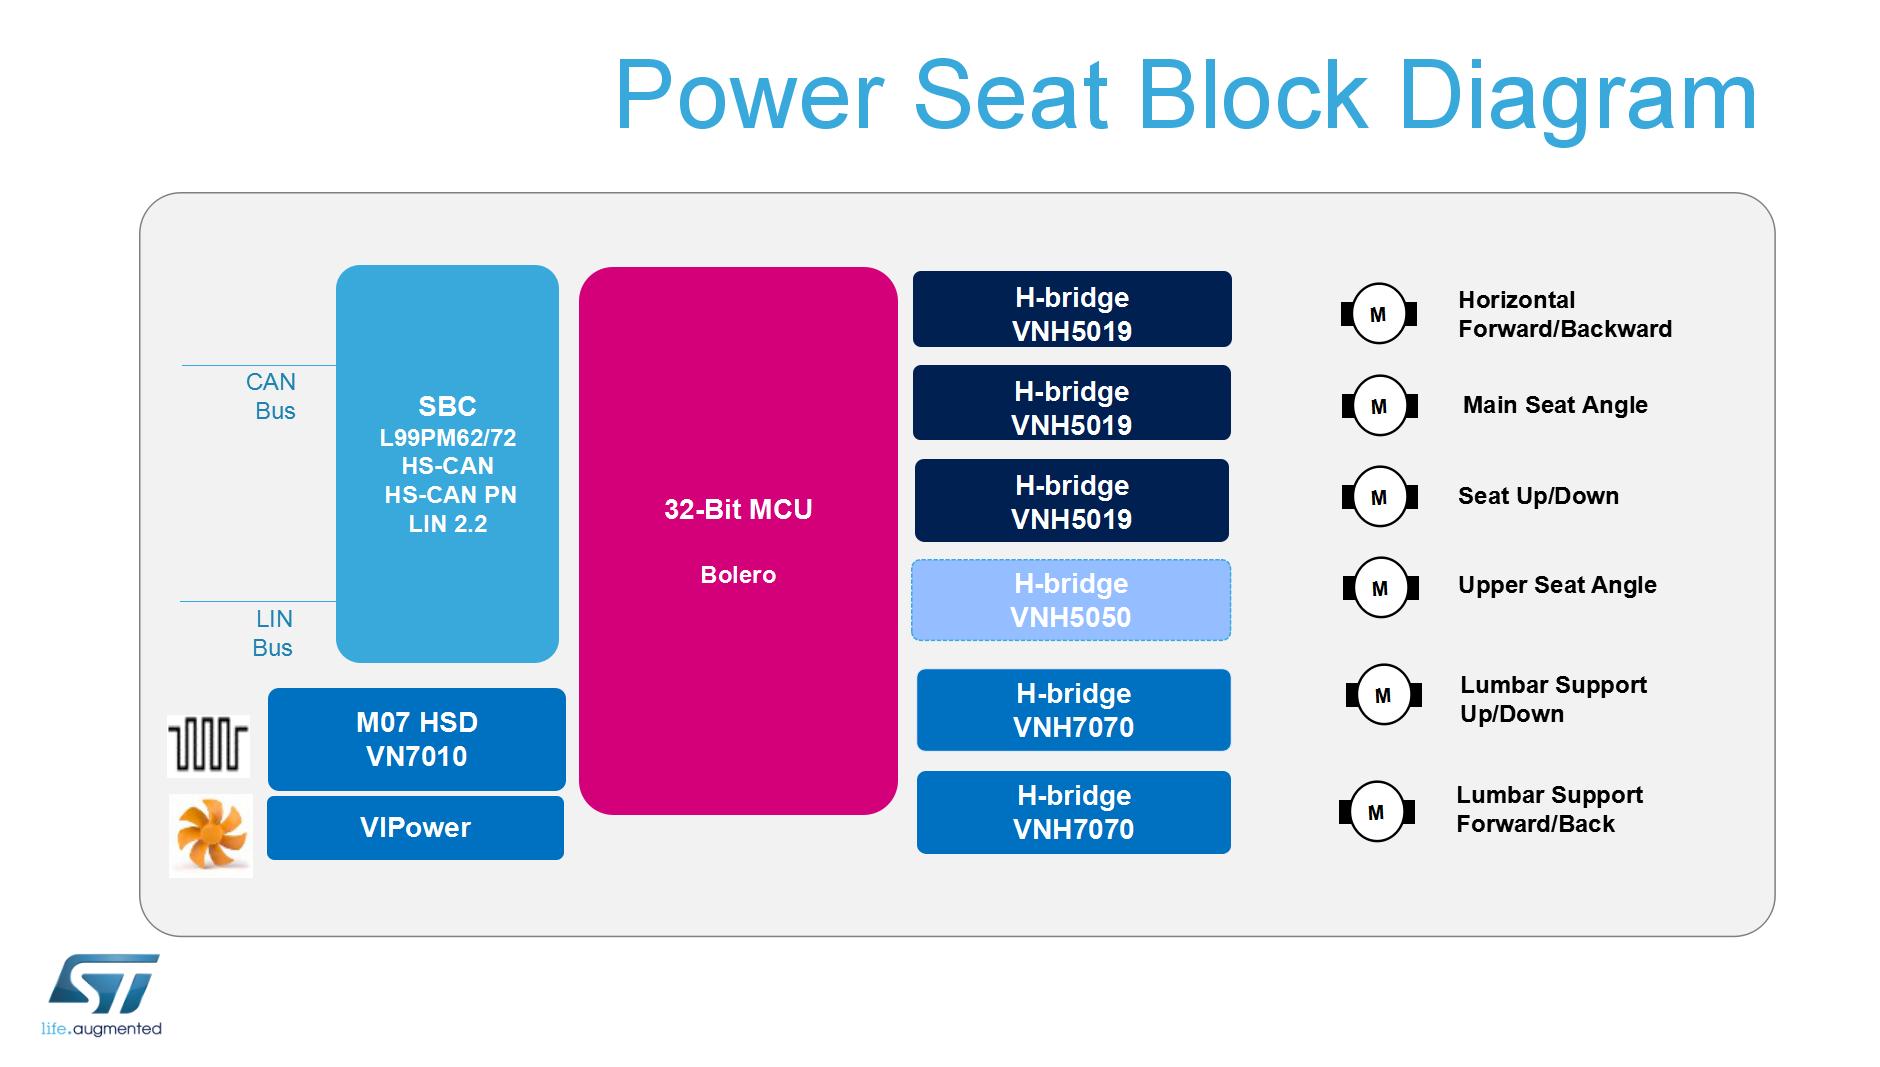 Power Seat Block Diagram
CAN
Bus
LIN
Bus
SBC
L99PM62/72
HS-CAN
HS-CAN PN
LIN 2.2
M07 HSD
VN7010
VIPower
32-Bit MCU
Bolero
H-bridge
VNH5019
H-bridge
VNH5019
H-bridge
VNH5019
H-bridge
VNH5050
H-bridge
VNH7070
H-bridge
VNH7070
M
Horizontal
Forward/Backward
M
Main Seat Angle
M
Seat Up/Down
M
Upper Seat Angle
M
Lumbar Support
Up/Down
M
Lumbar Support
Forward/Back
ST
life.augmented